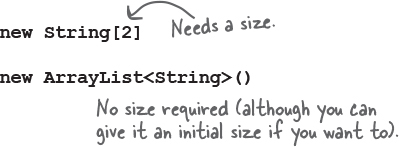 new String[2]
Needs a size.
new ArrayList<String>()
No size required (although you can
give it an initial size if you want to).